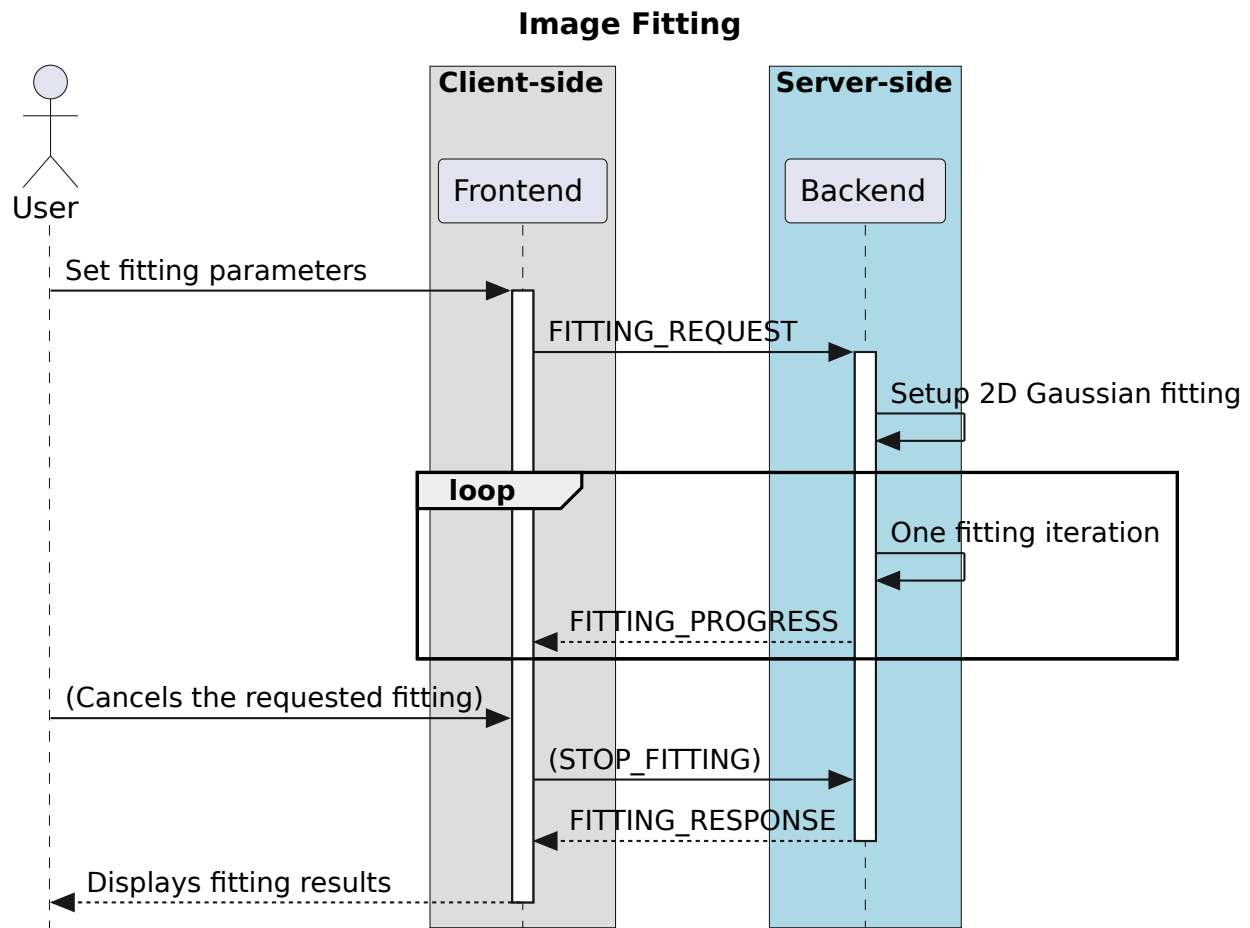 Image Fitting
Client-side
Server-side
User
Frontend
Backend
Set fitting parameters
FITTING_REQUEST
Setup 2D Gaussian fitting
loop
One fitting iteration
FITTING_PROGRESS
(Cancels the requested fitting)
(STOP_FITTING)
FITTING_RESPONSE
Displays fitting results